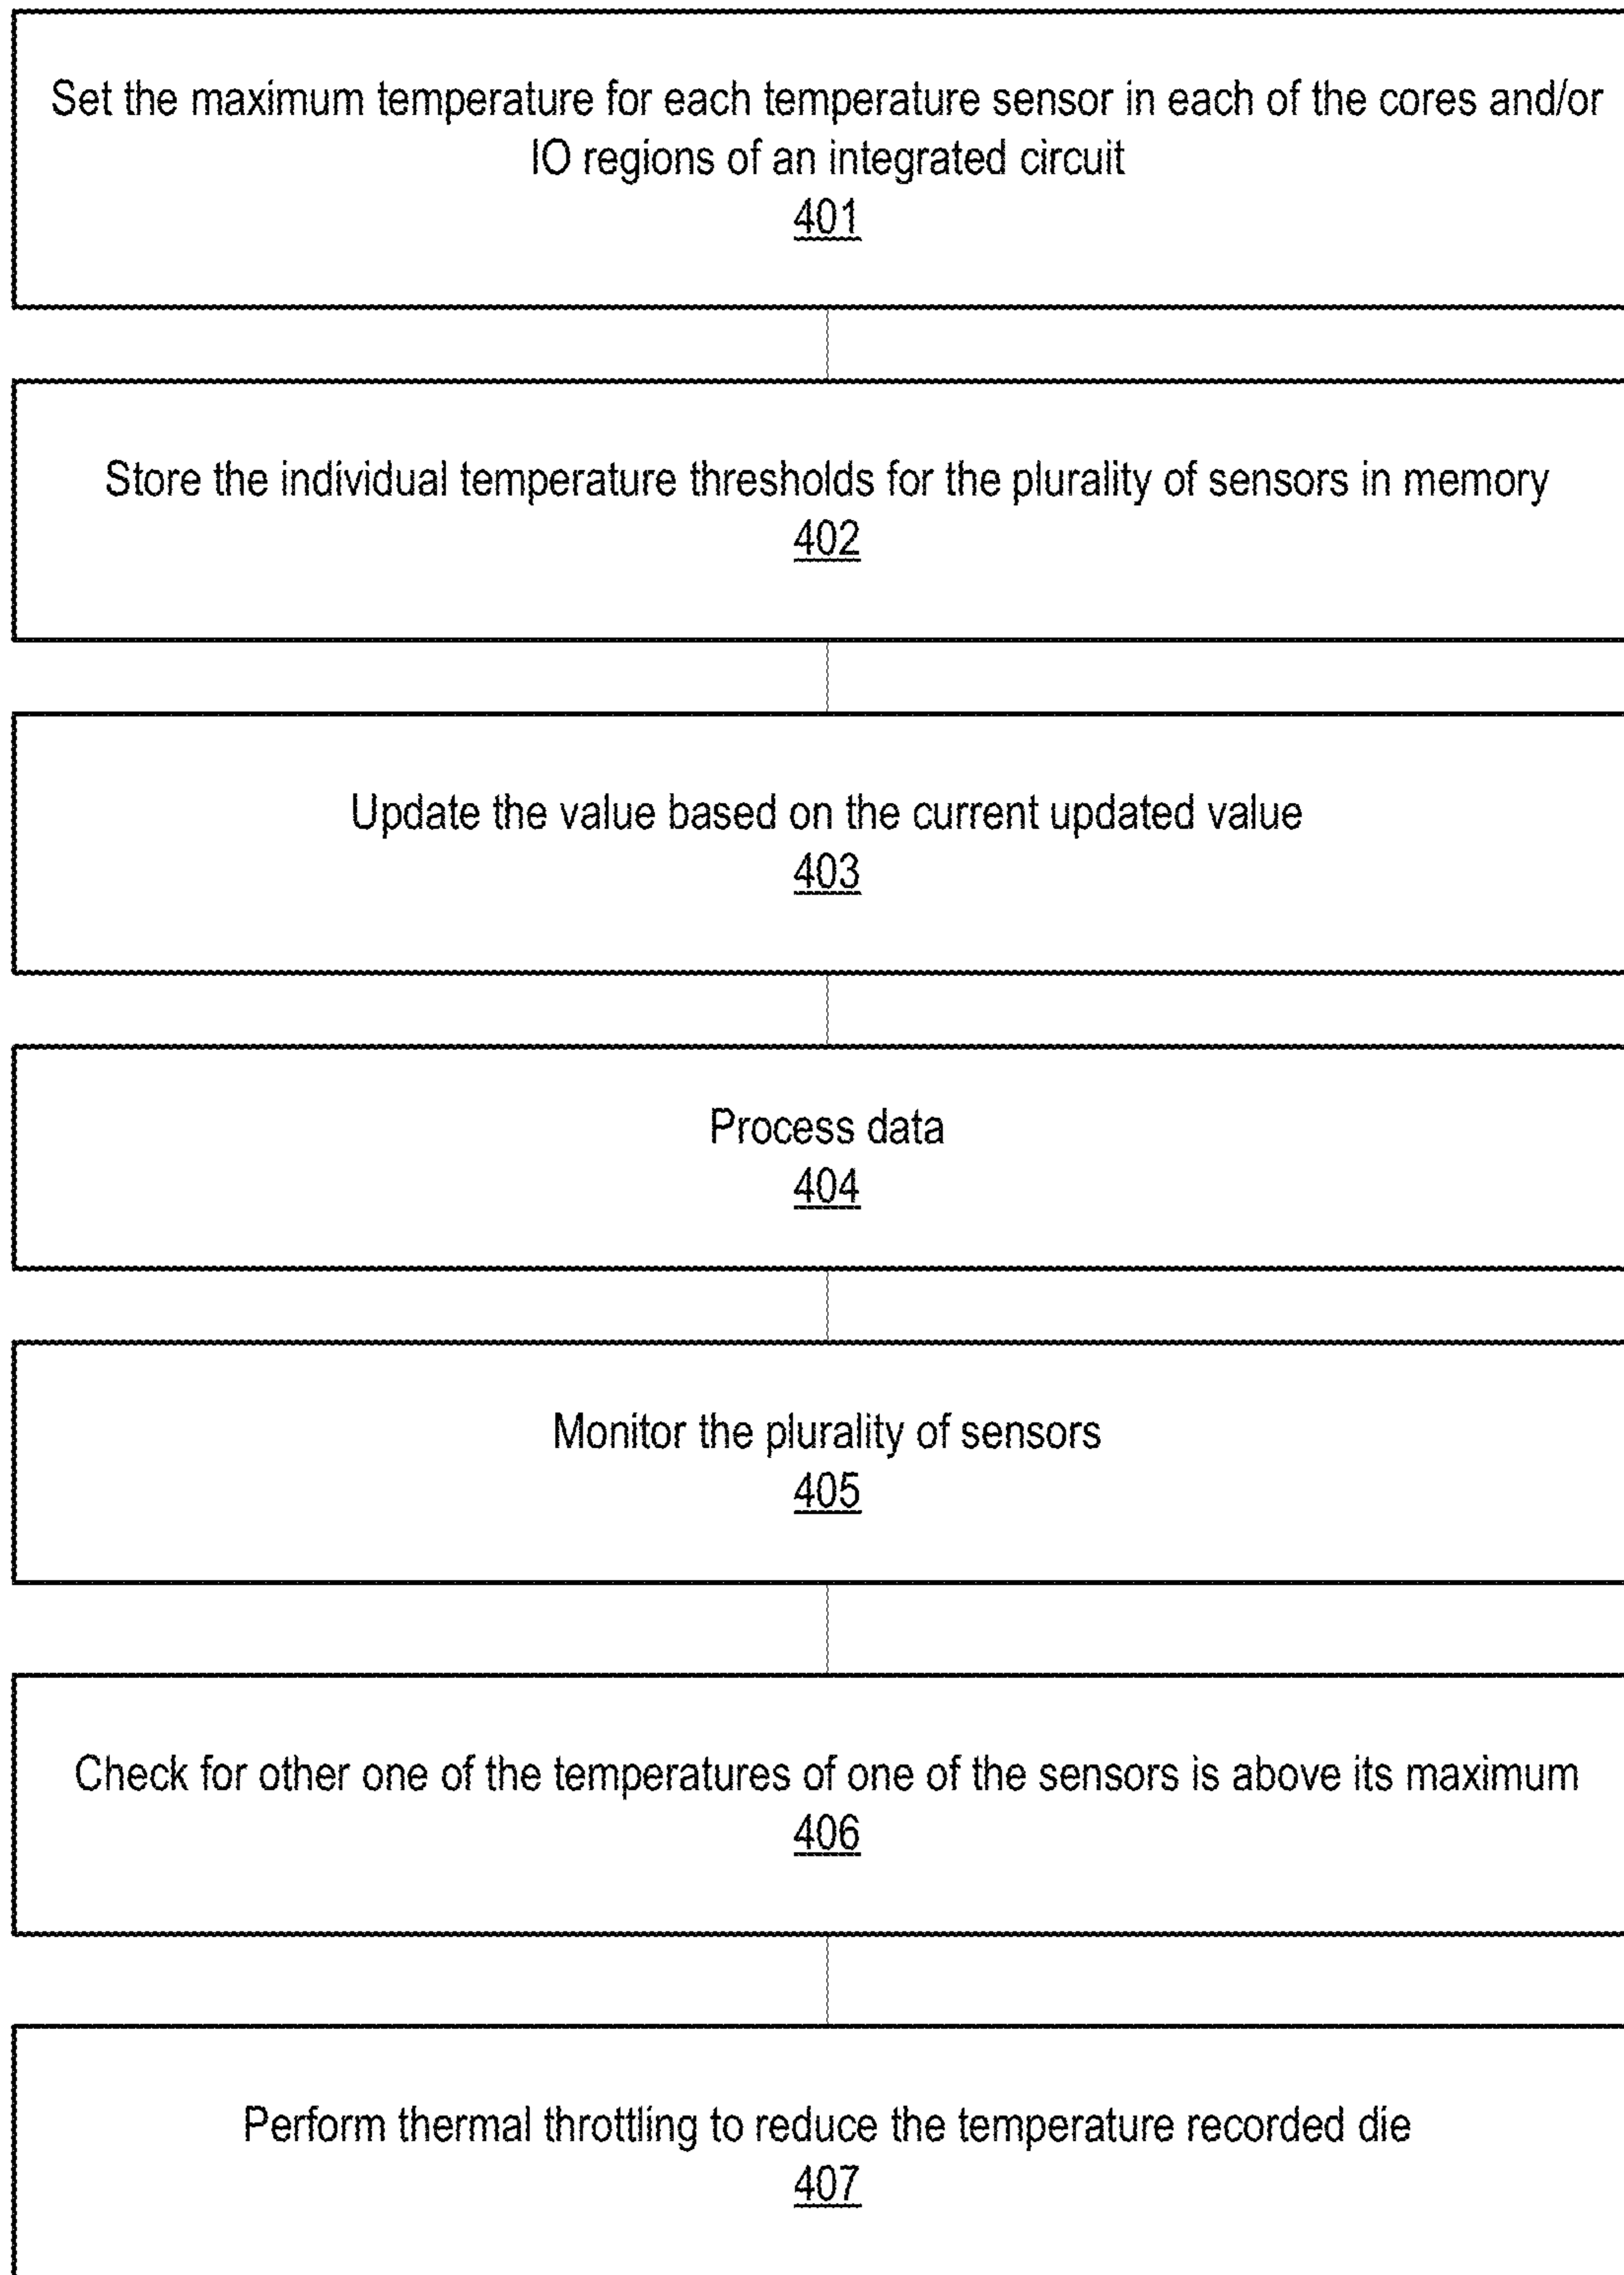 Set the maximum temperature for each temperature sensor in each of the cores and/or
IO regions of an integrated circuit
401
Store the individual temperature thresholds for the plurality of sensors in memory
402
Update the value based on the current updated value
403
Process data
404
Monitor the plurality of sensors
405
Check for other one of the temperatures of one of the sensors is above its maximum
406
Perform thermal throttling to reduce the temperature recorded die
407